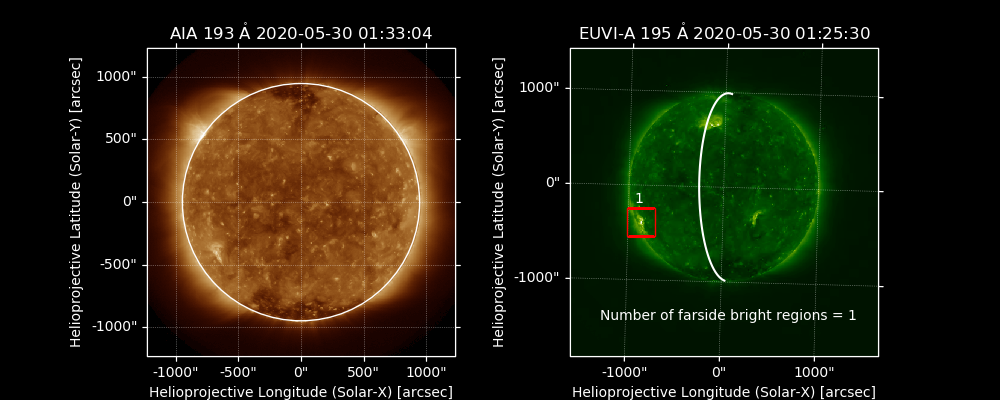 AIA 193 Å 2020-05-30 01:33:04
Helioprojective Latitude (Solar-Y) [arcsec]
1000"
500"
0"
-500"
-1000"
-1000" -500" 0" 500" 1000"
Helioprojective Longitude (Solar-X) [arcsec]
EUVI-A 195 Å 2020-05-30 01:25:30
Helioprojective Latitude (Solar-Y) [arcsec]
1000"
0"
-1000"
1
Number of farside bright regions = 1
-1000" 0" 1000"
Helioprojective Longitude (Solar-X) [arcsec]